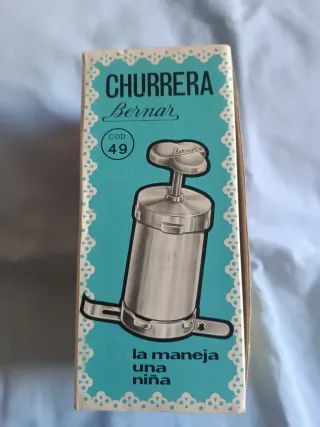 CHURRERA
Bernar
COD.
49
Bernar
la maneja
una
niña